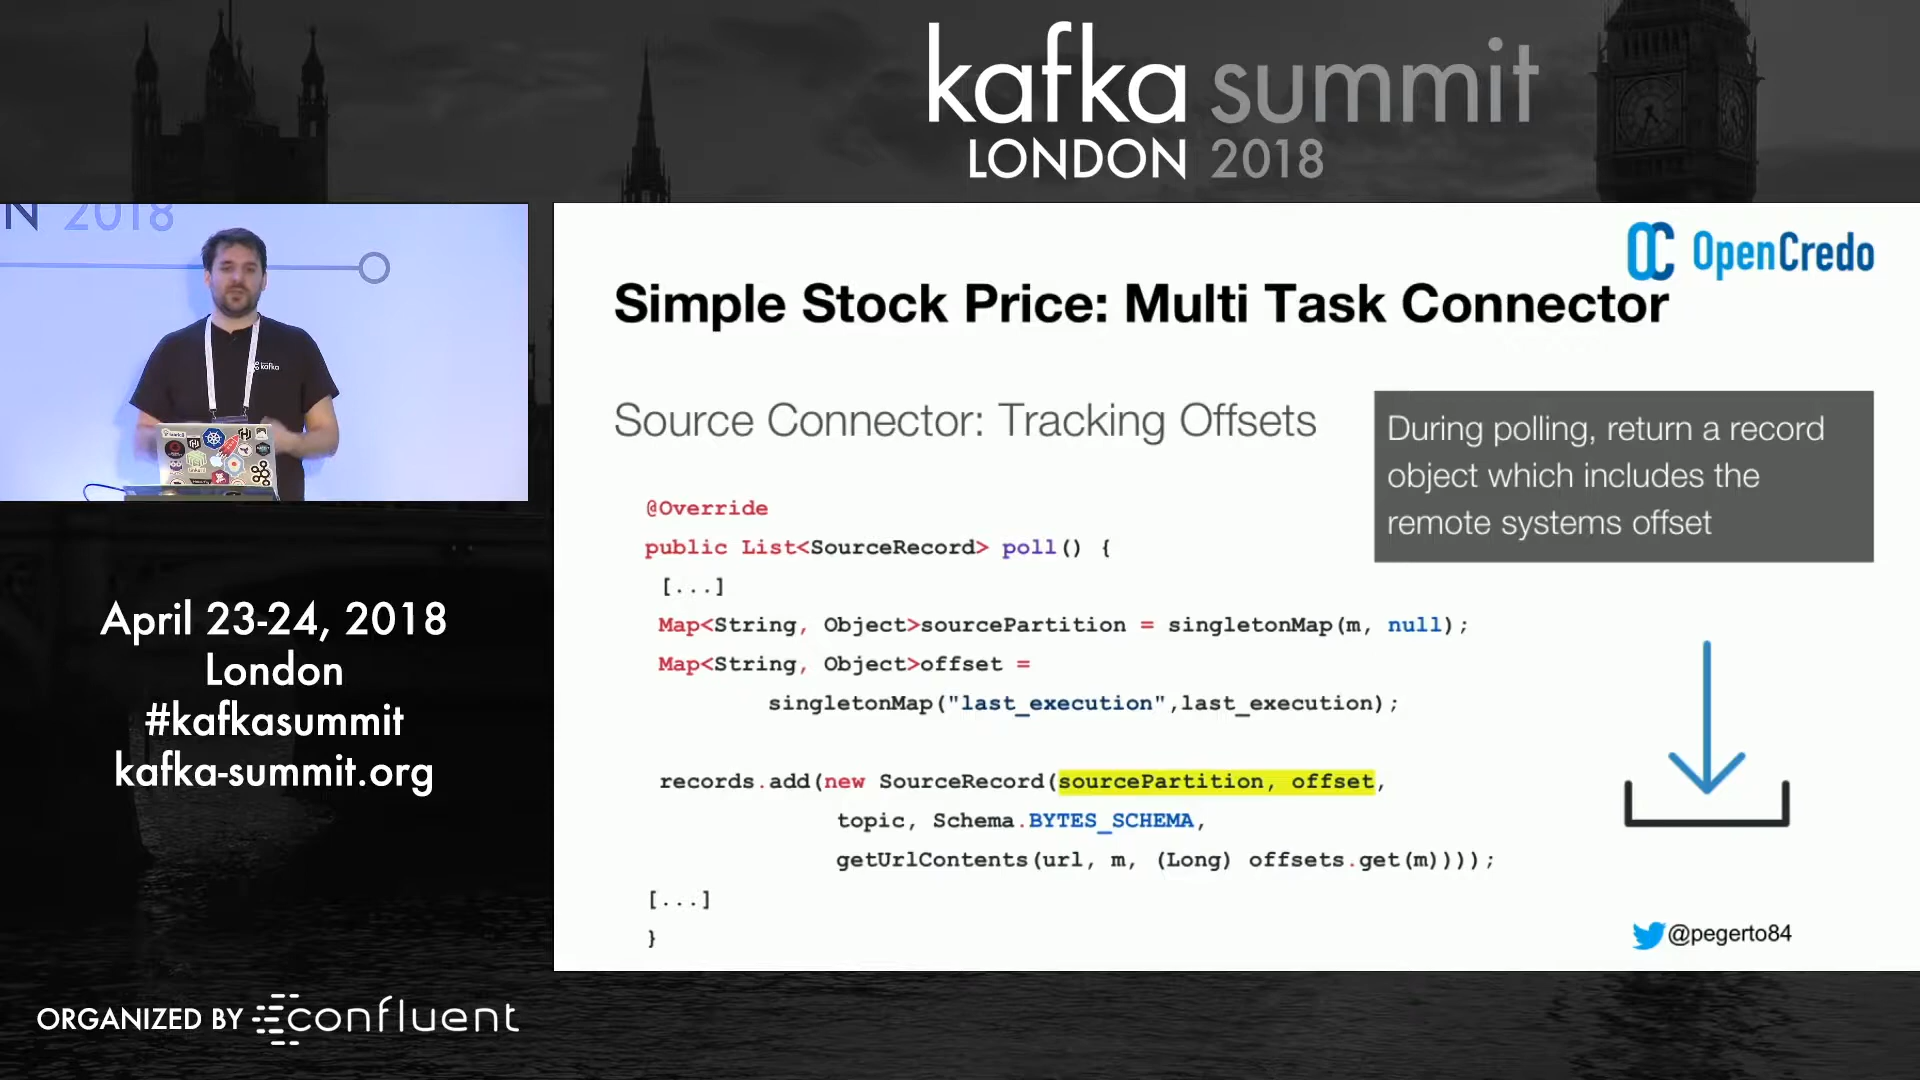 kafka summit
LONDON 2018
N 2018
kafka
OpenCredo
Simple Stock Price: Multi Task Connector
Source Connector: Tracking Offsets
During polling, return a record
object which includes the
remote systems offset
@Override
public List<SourceRecord> poll() {
[...]
Map<String, Object>sourcePartition = singletonMap(m, null);
Map<String, Object>offset =
singletonMap("last_execution",last_execution);
records.add(new SourceRecord(sourcePartition, offset,
topic, Schema.BYTES_SCHEMA,
getUrlContents(url, m, (Long) offsets.get(m))));
[...]
}
@pegerto84
April 23-24, 2018
London
#kafkasummit
kafka-summit.org
ORGANIZED BY confluent